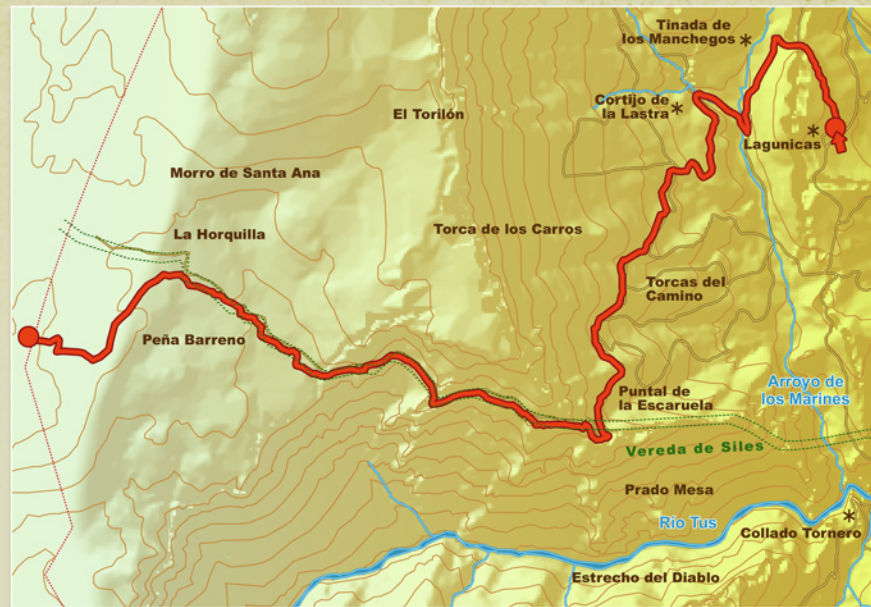 Tinada de
los Manchegos
Cortijo de
la Lastra
El Torilón
Lagunicas
Morro de Santa Ana
La Horquilla
Torca de los Carros
Torcas del
Camino
Peña Barreno
Puntal de
la Escaruela
Arroyo de
los Marines
Vereda de Siles
Prado Mesa
Río Tus
Collado Tornero
Estrecho del Diablo